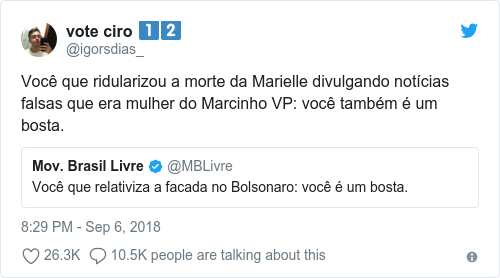 vote ciro 1️⃣2️⃣
@igorsdias_
Você que ridularizou a morte da Marielle divulgando notícias
falsas que era mulher do Marcinho VP: você também é um
bosta.
Mov. Brasil Livre @MBLivre
Você que relativiza a facada no Bolsonaro: você é um bosta.
8:29 PM - Sep 6, 2018
26.3K 10.5K people are talking about this